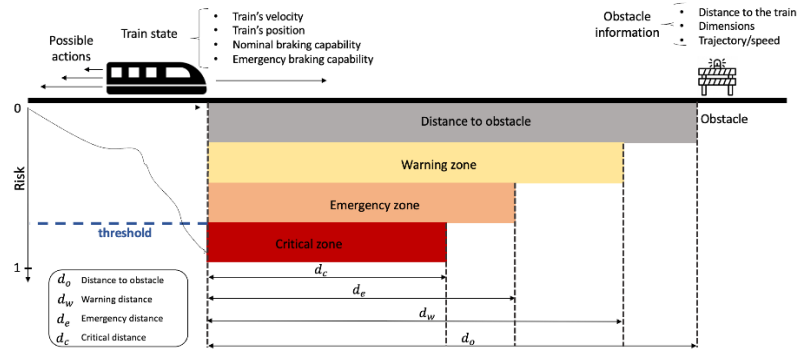 Possible
actions
Train state
• Train's velocity
• Train's position
• Nominal braking capability
• Emergency braking capability
Obstacle
information
• Distance to the train
• Dimensions
• Trajectory/speed
0
Distance to obstacle
Obstacle
Warning zone
Risk
Emergency zone
threshold
Critical zone
1
d_c
d_e
d_w
d_o
d_o Distance to obstacle
d_w Warning distance
d_e Emergency distance
d_c Critical distance